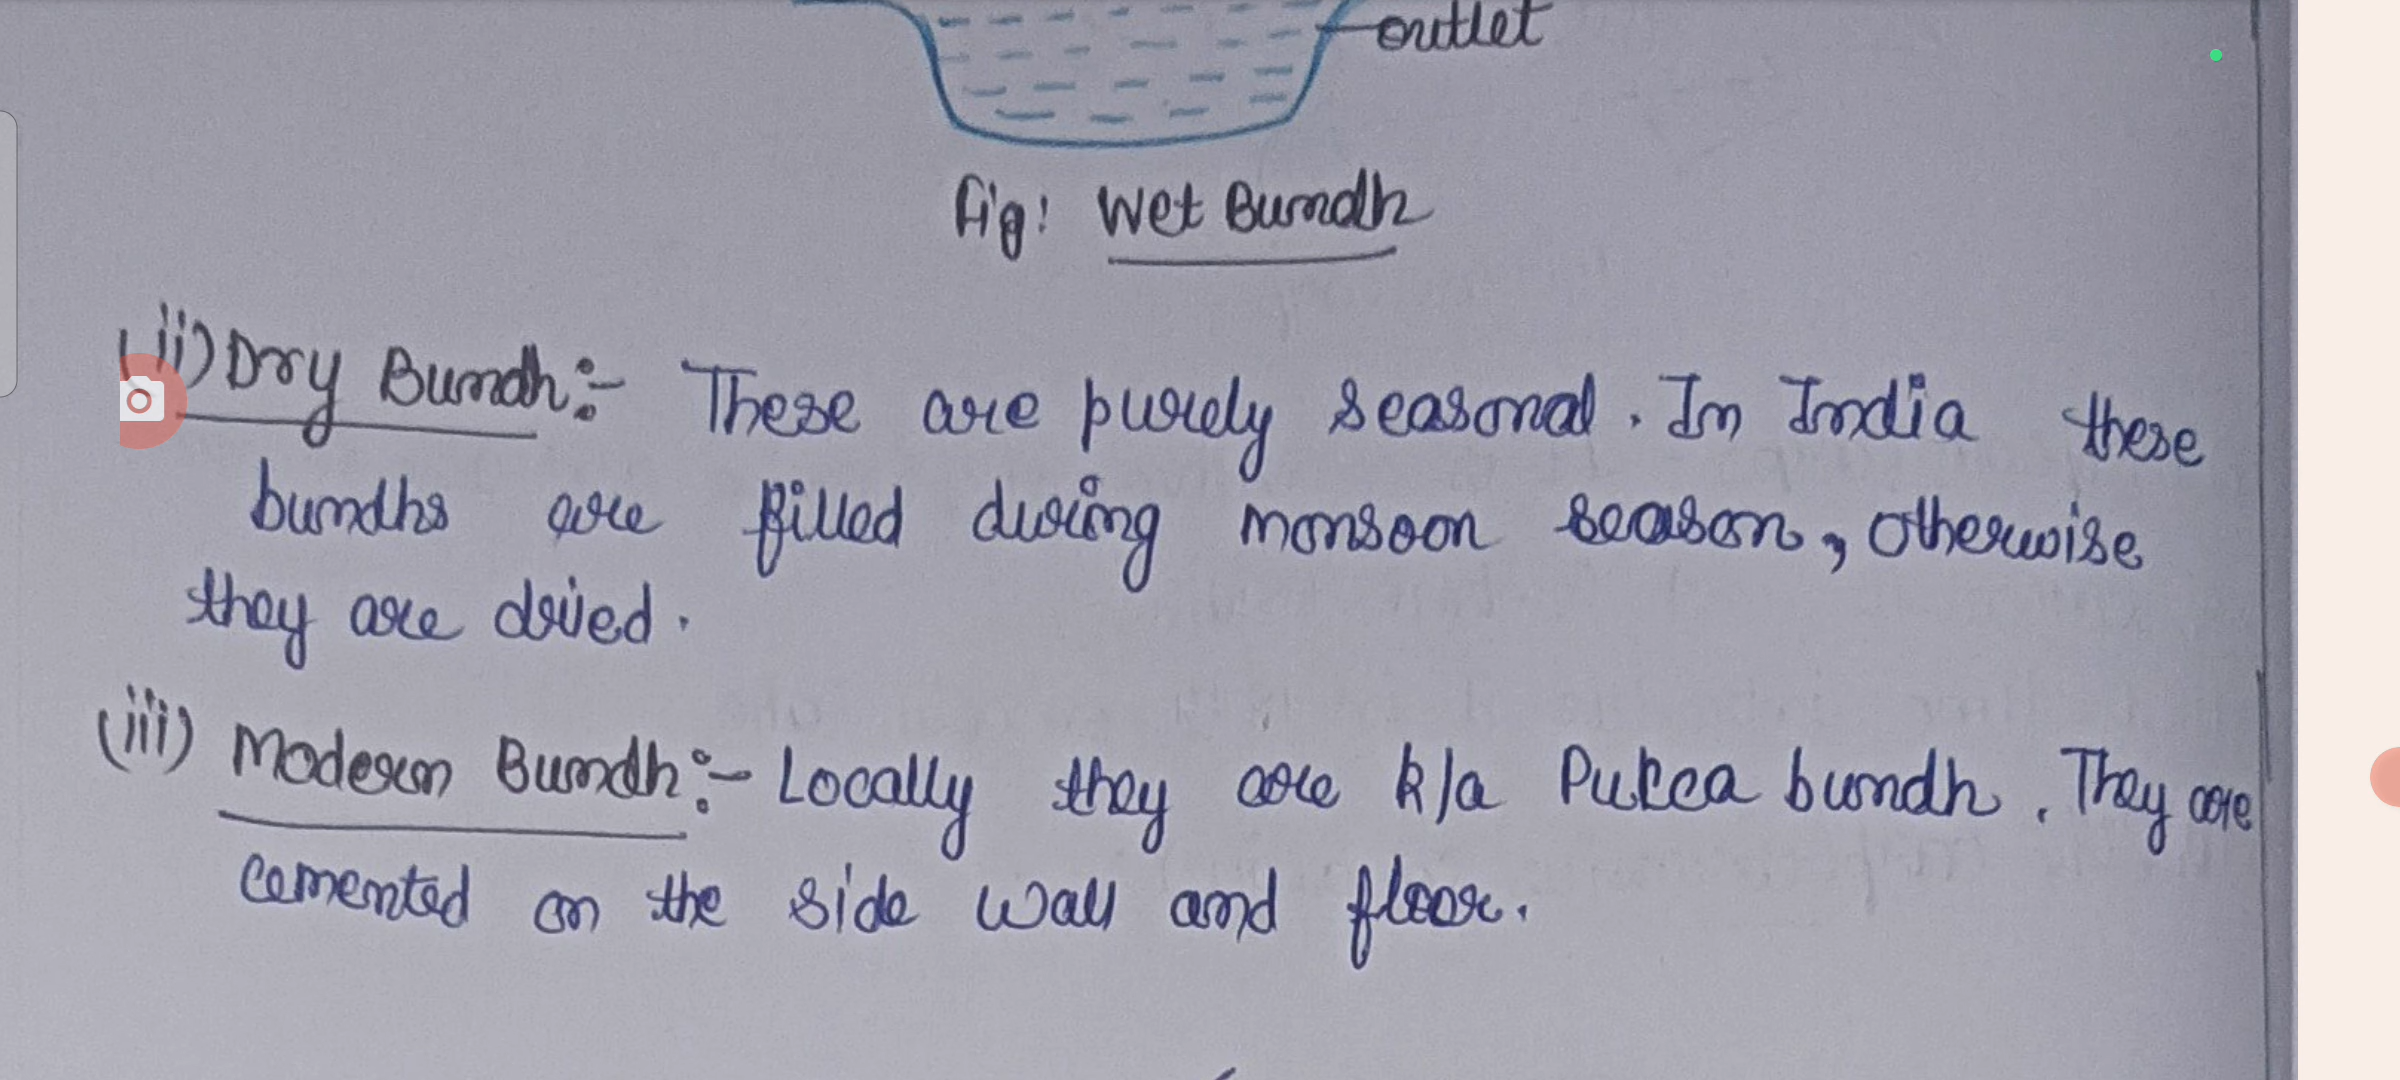 outlet
Fig: Wet Bundh
(ii) Dry Bundh:- These are purely seasonal. In India these
bundhs are filled during monsoon season, otherwise
they are dried.
(iii) Modern Bundh:- Locally they are k/a Pukca bundh. They are
cemented on the side wall and floor.